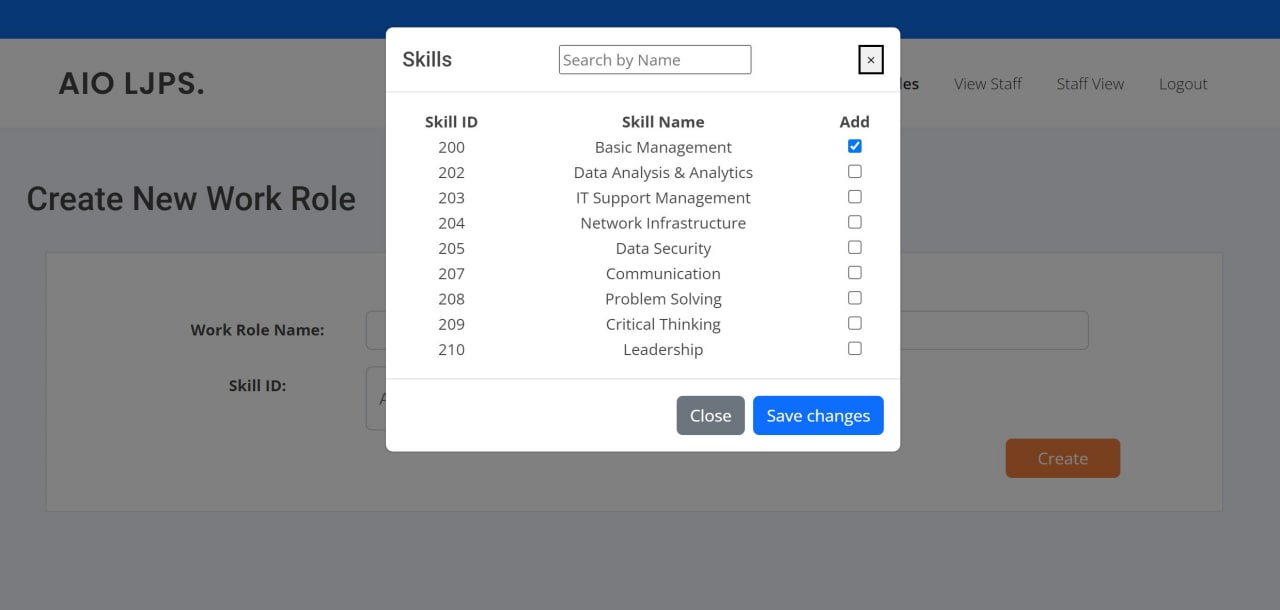 Skills
Search by Name
×
AIO LJPS.
View Staff Staff View Logout
Skill ID Skill Name Add
200 Basic Management
202 Data Analysis & Analytics
203 IT Support Management
204 Network Infrastructure
205 Data Security
207 Communication
208 Problem Solving
209 Critical Thinking
210 Leadership
Close Save changes
Create New Work Role
Work Role Name:
Skill ID:
Create